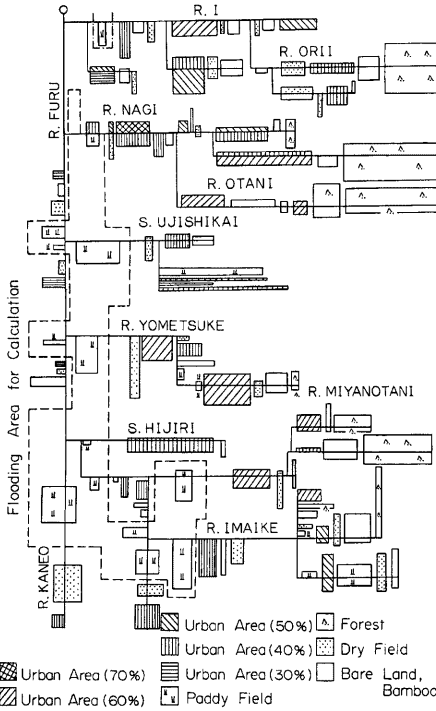 R. I
R. ORII
R. FURU
R. NAGI
R. OTANI
S. UJISHIKAI
Flooding Area for Calculation
R. YOMETSUKE
R. MIYANOTANI
S. HIJIRI
R. IMAIKE
R. KANEO
Urban Area (50%)
Forest
Urban Area (40%)
Dry Field
Urban Area (70%)
Urban Area (30%)
Bare Land,
Bamboo
Urban Area (60%)
Paddy Field